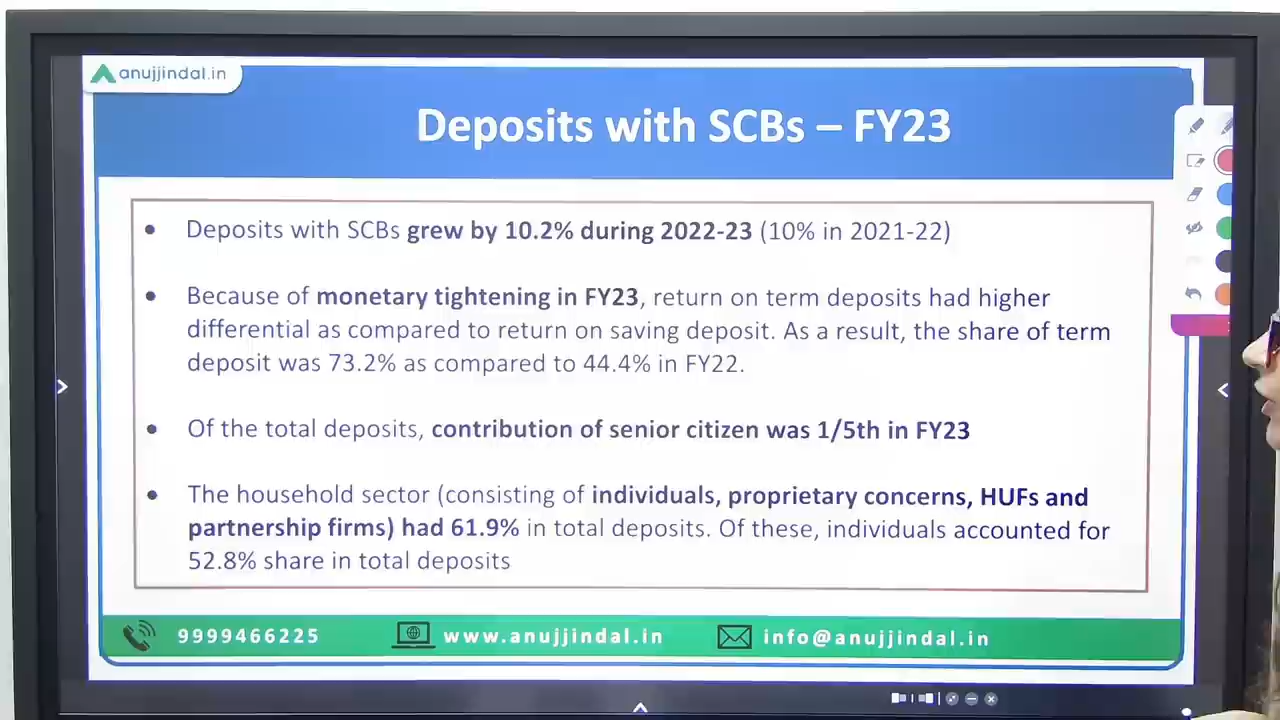 anujjindal.in
Deposits with SCBs – FY23
• Deposits with SCBs grew by 10.2% during 2022-23 (10% in 2021-22)
• Because of monetary tightening in FY23, return on term deposits had higher
differential as compared to return on saving deposit. As a result, the share of term
deposit was 73.2% as compared to 44.4% in FY22.
• Of the total deposits, contribution of senior citizen was 1/5th in FY23
• The household sector (consisting of individuals, proprietary concerns, HUFs and
partnership firms) had 61.9% in total deposits. Of these, individuals accounted for
52.8% share in total deposits
9999466225 www.anujjindal.in info@anujjindal.in